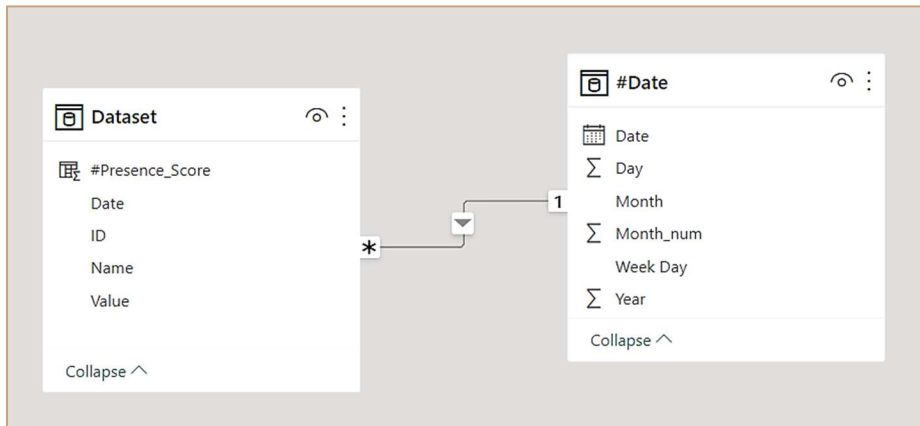 Dataset
#Presence_Score
Date
ID
Name
Value
Collapse
*
1
#Date
Date
Day
Month
Month_num
Week Day
Year
Collapse